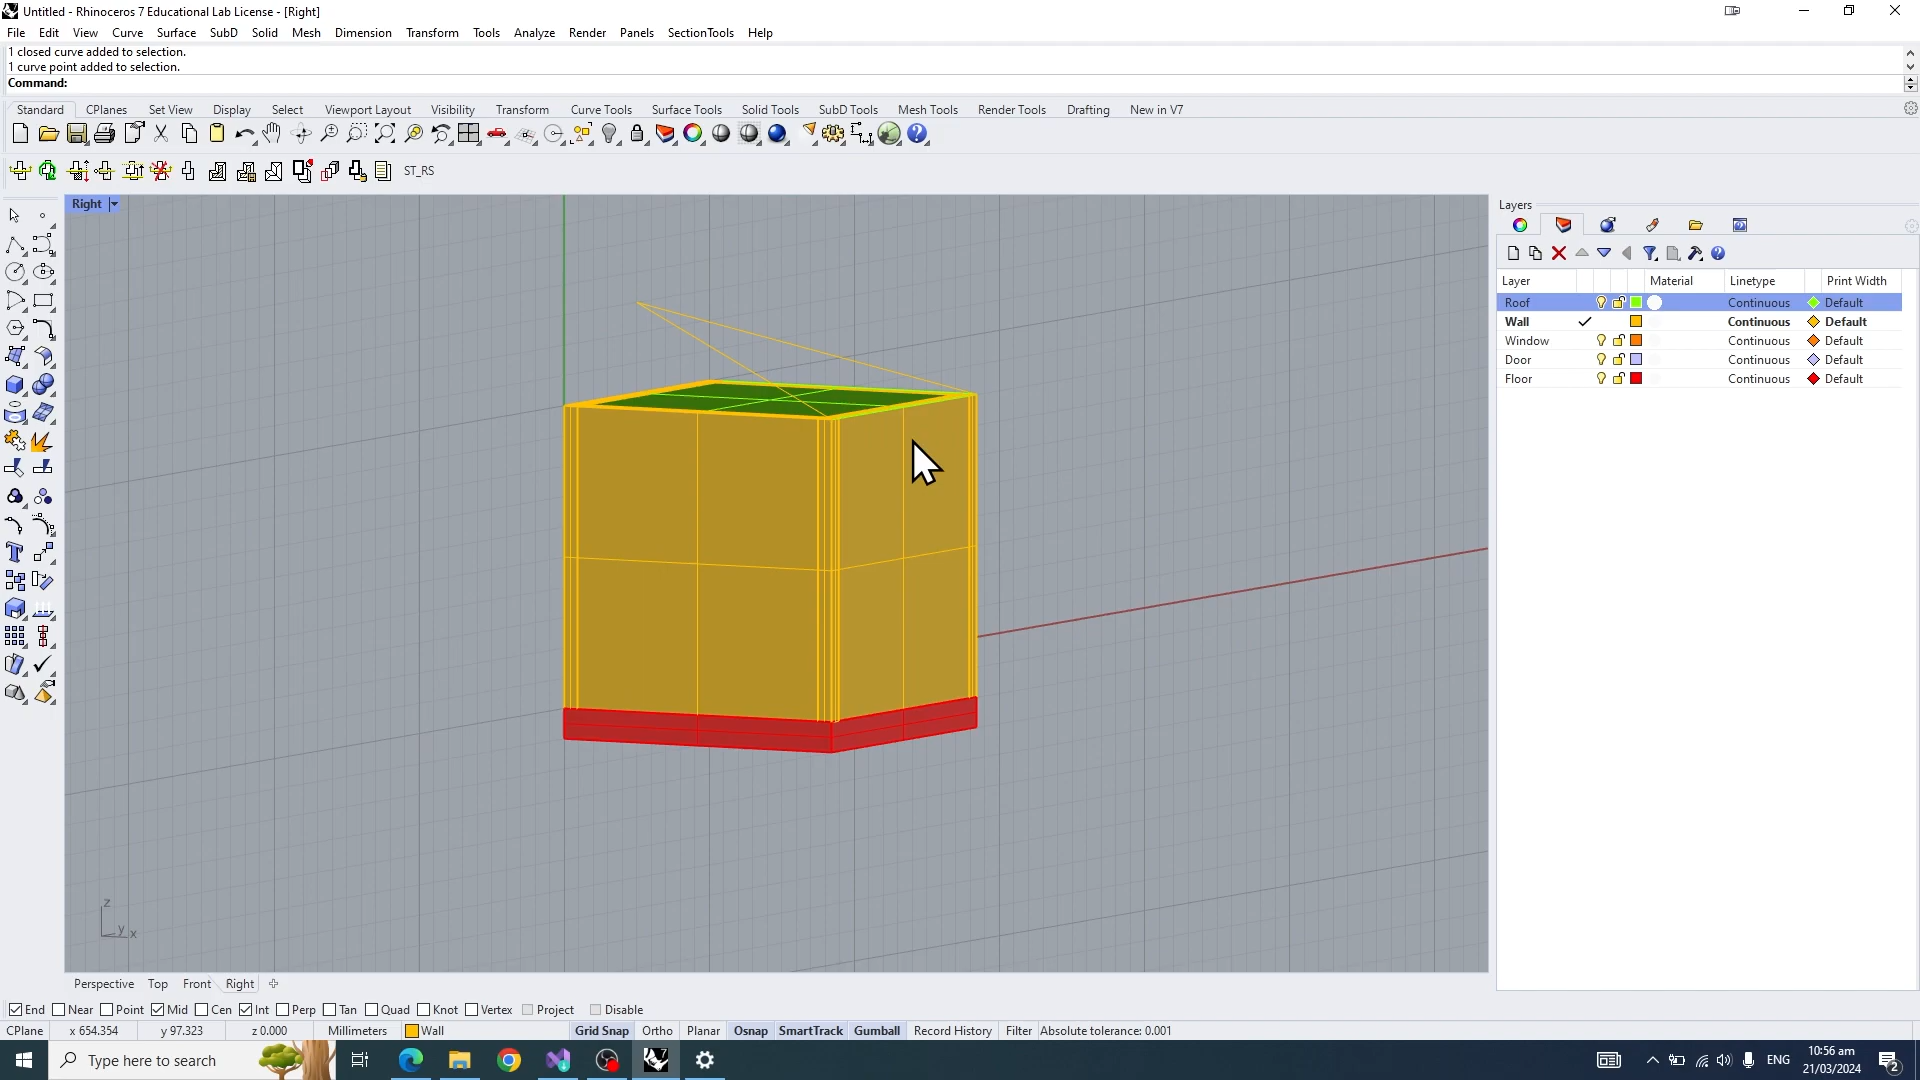 Untitled - Rhinoceros 7 Educational Lab License - [Right]
File Edit View Curve Surface SubD Solid Mesh Dimension Transform Tools Analyze Render Panels SectionTools Help
1 closed curve added to selection.
1 curve point added to selection.
Command:
Standard CPlanes Set View Display Select Viewport Layout Visibility Transform Curve Tools Surface Tools Solid Tools SubD Tools Mesh Tools Render Tools Drafting New in V7
ST_RS
Right
Layers
Layer Material Linetype Print Width
Roof Continuous Default
Wall Continuous Default
Window Continuous Default
Door Continuous Default
Floor Continuous Default
z
y x
Perspective Top Front Right
End Near Point Mid Cen Int Perp Tan Quad Knot Vertex Project Disable
CPlane x 654.354 y 97.323 z 0.000 Millimeters Wall Grid Snap Ortho Planar Osnap SmartTrack Gumball Record History Filter Absolute tolerance: 0.001
Type here to search
ENG
10:56 am
21/03/2024
2